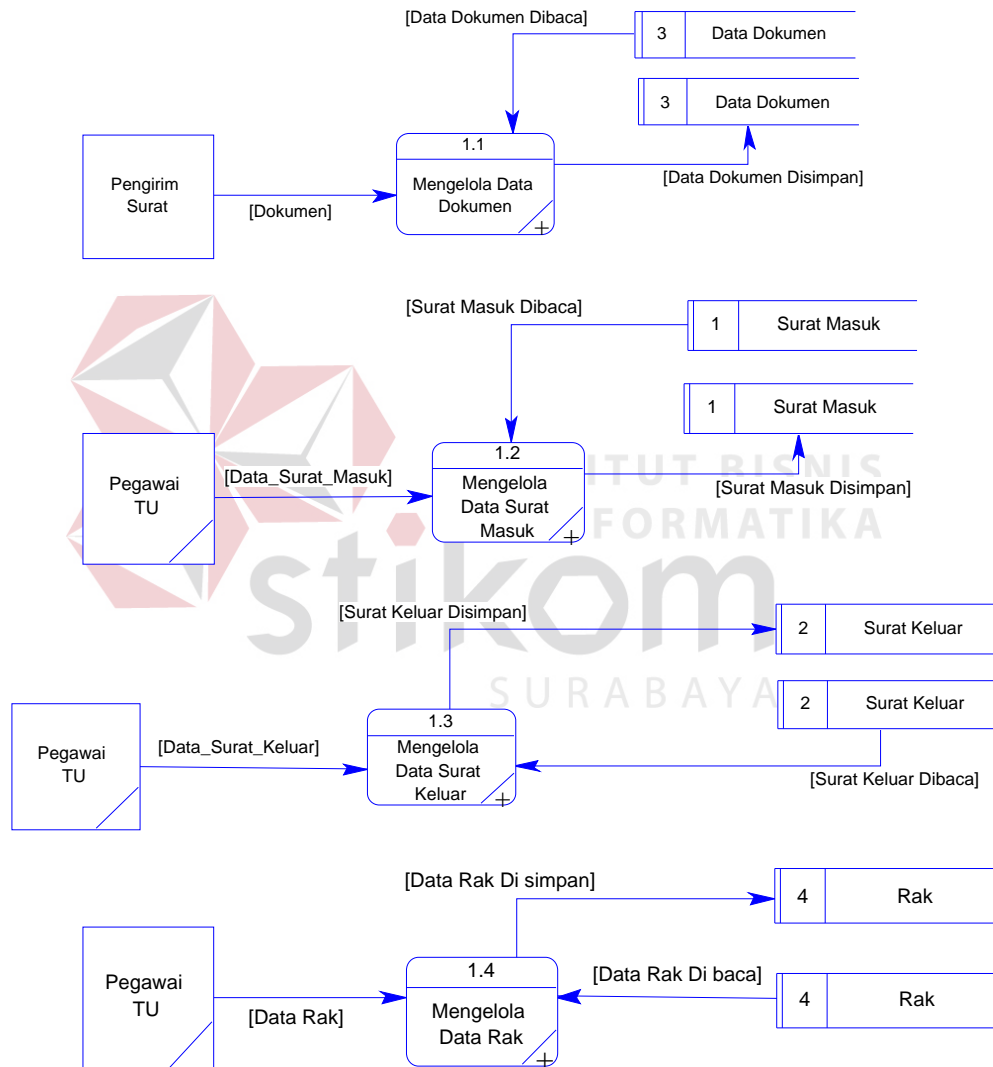 [Data Dokumen Dibaca]
3 Data Dokumen
3 Data Dokumen
1.1
Mengelola Data
Dokumen
Pengirim
Surat
[Dokumen]
[Data Dokumen Disimpan]
[Surat Masuk Dibaca]
1 Surat Masuk
1 Surat Masuk
1.2
Mengelola
Data Surat
Masuk
Pegawai
TU
[Data_Surat_Masuk]
[Surat Masuk Disimpan]
ITUT BISNIS
FORMATIKA
stikom
SURABAYA
[Surat Keluar Disimpan]
2 Surat Keluar
2 Surat Keluar
1.3
Mengelola
Data Surat
Keluar
Pegawai
TU
[Data_Surat_Keluar]
[Surat Keluar Dibaca]
[Data Rak Di simpan]
4 Rak
1.4
Mengelola
Data Rak
[Data Rak Di baca]
4 Rak
Pegawai
TU
[Data Rak]